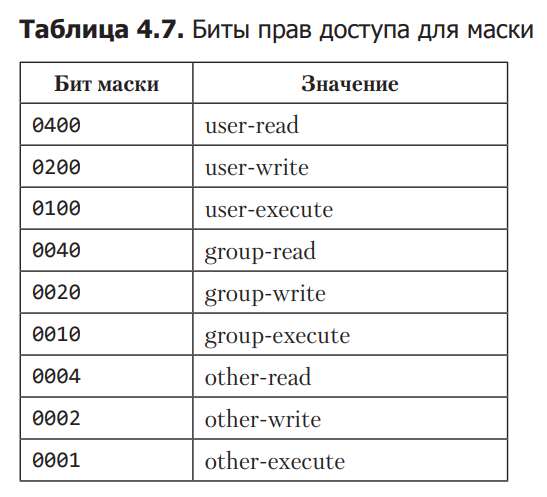 Таблица 4.7. Биты прав доступа для маски
Бит маски Значение
0400 user-read
0200 user-write
0100 user-execute
0040 group-read
0020 group-write
0010 group-execute
0004 other-read
0002 other-write
0001 other-execute